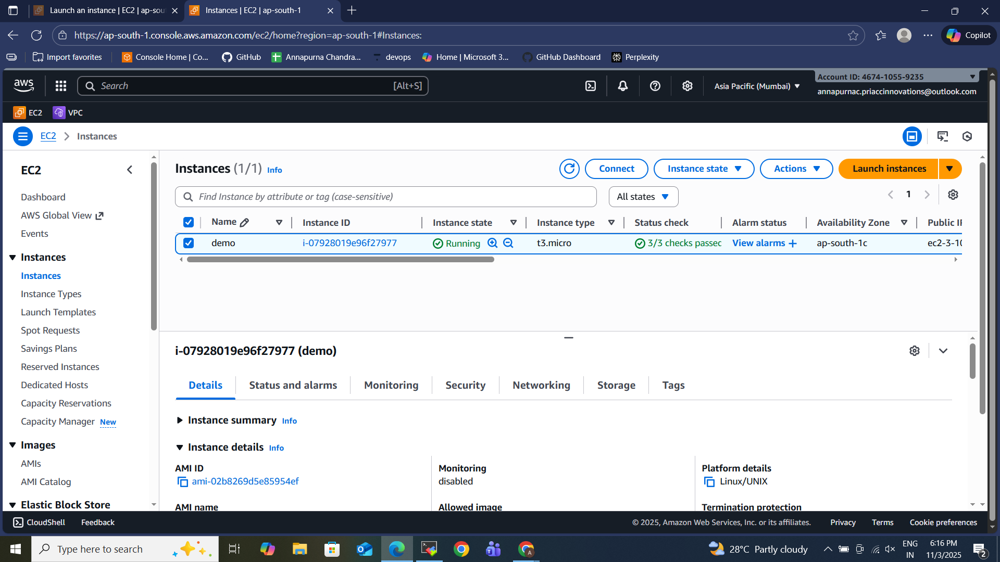 Launch an instance | EC2 | ap-sou
Instances | EC2 | ap-south-1
https://ap-south-1.console.aws.amazon.com/ec2/home?region=ap-south-1#Instances:
Copilot
Import favorites
Console Home | Co...
GitHub
Annapurna Chandra...
devops
Home | Microsoft 3...
GitHub Dashboard
Perplexity
aws
Search
[Alt+S]
Asia Pacific (Mumbai)
Account ID: 4674-1055-9235
annapurnac.priaccinnovations@outlook.com
EC2
VPC
EC2
Instances
EC2
Dashboard
AWS Global View
Events
Instances
Instances
Instance Types
Launch Templates
Spot Requests
Savings Plans
Reserved Instances
Dedicated Hosts
Capacity Reservations
Capacity Manager New
Images
AMIs
AMI Catalog
Elastic Block Store
Instances (1/1) Info
Connect
Instance state
Actions
Launch instances
Find Instance by attribute or tag (case-sensitive)
All states
1
Name
Instance ID
Instance state
Instance type
Status check
Alarm status
Availability Zone
Public IP
demo
i-07928019e96f27977
Running
t3.micro
3/3 checks passec
View alarms +
ap-south-1c
ec2-3-10
i-07928019e96f27977 (demo)
Details
Status and alarms
Monitoring
Security
Networking
Storage
Tags
Instance summary Info
Instance details Info
AMI ID
ami-02b8269d5e85954ef
Monitoring
disabled
Platform details
Linux/UNIX
AMI name
Allowed image
Termination protection
CloudShell
Feedback
© 2025, Amazon Web Services, Inc. or its affiliates.
Privacy
Terms
Cookie preferences
Type here to search
28°C Partly cloudy
ENG
IN
6:16 PM
11/3/2025
2